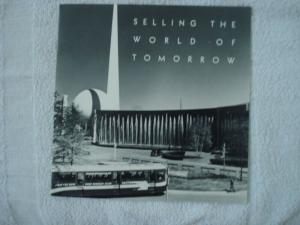 SELLING THE
WORLD OF
TOMORROW